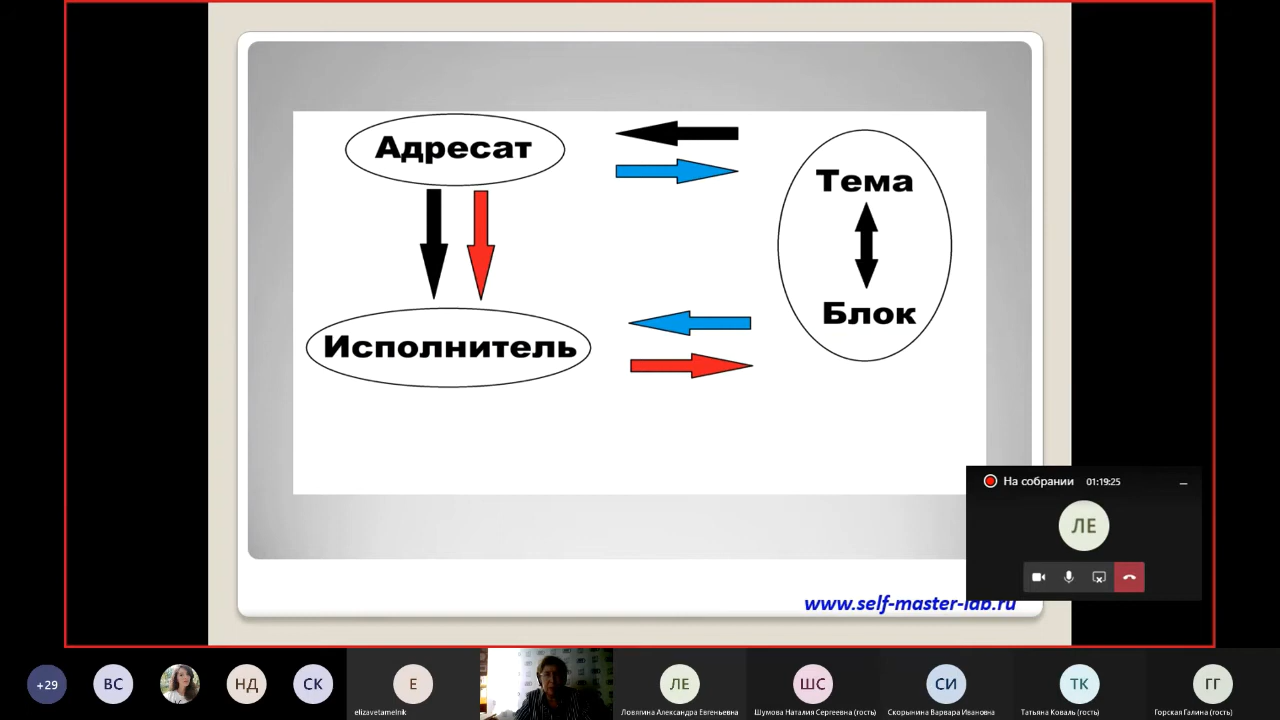 Адресат
Тема
Блок
Исполнитель
www.self-master-lab.ru
На собрании 01:19:25
ЛЕ
+29
ВС
НД
СК
Е
ЛЕ
ШС
СИ
ТК
ГГ
elizavetamelnik
Ловягина Александра Евгеньевна
Шумова Наталия Сергеевна (гость)
Скорынина Варвара Ивановна
Татьяна Коваль (гость)
Горская Галина (гость)